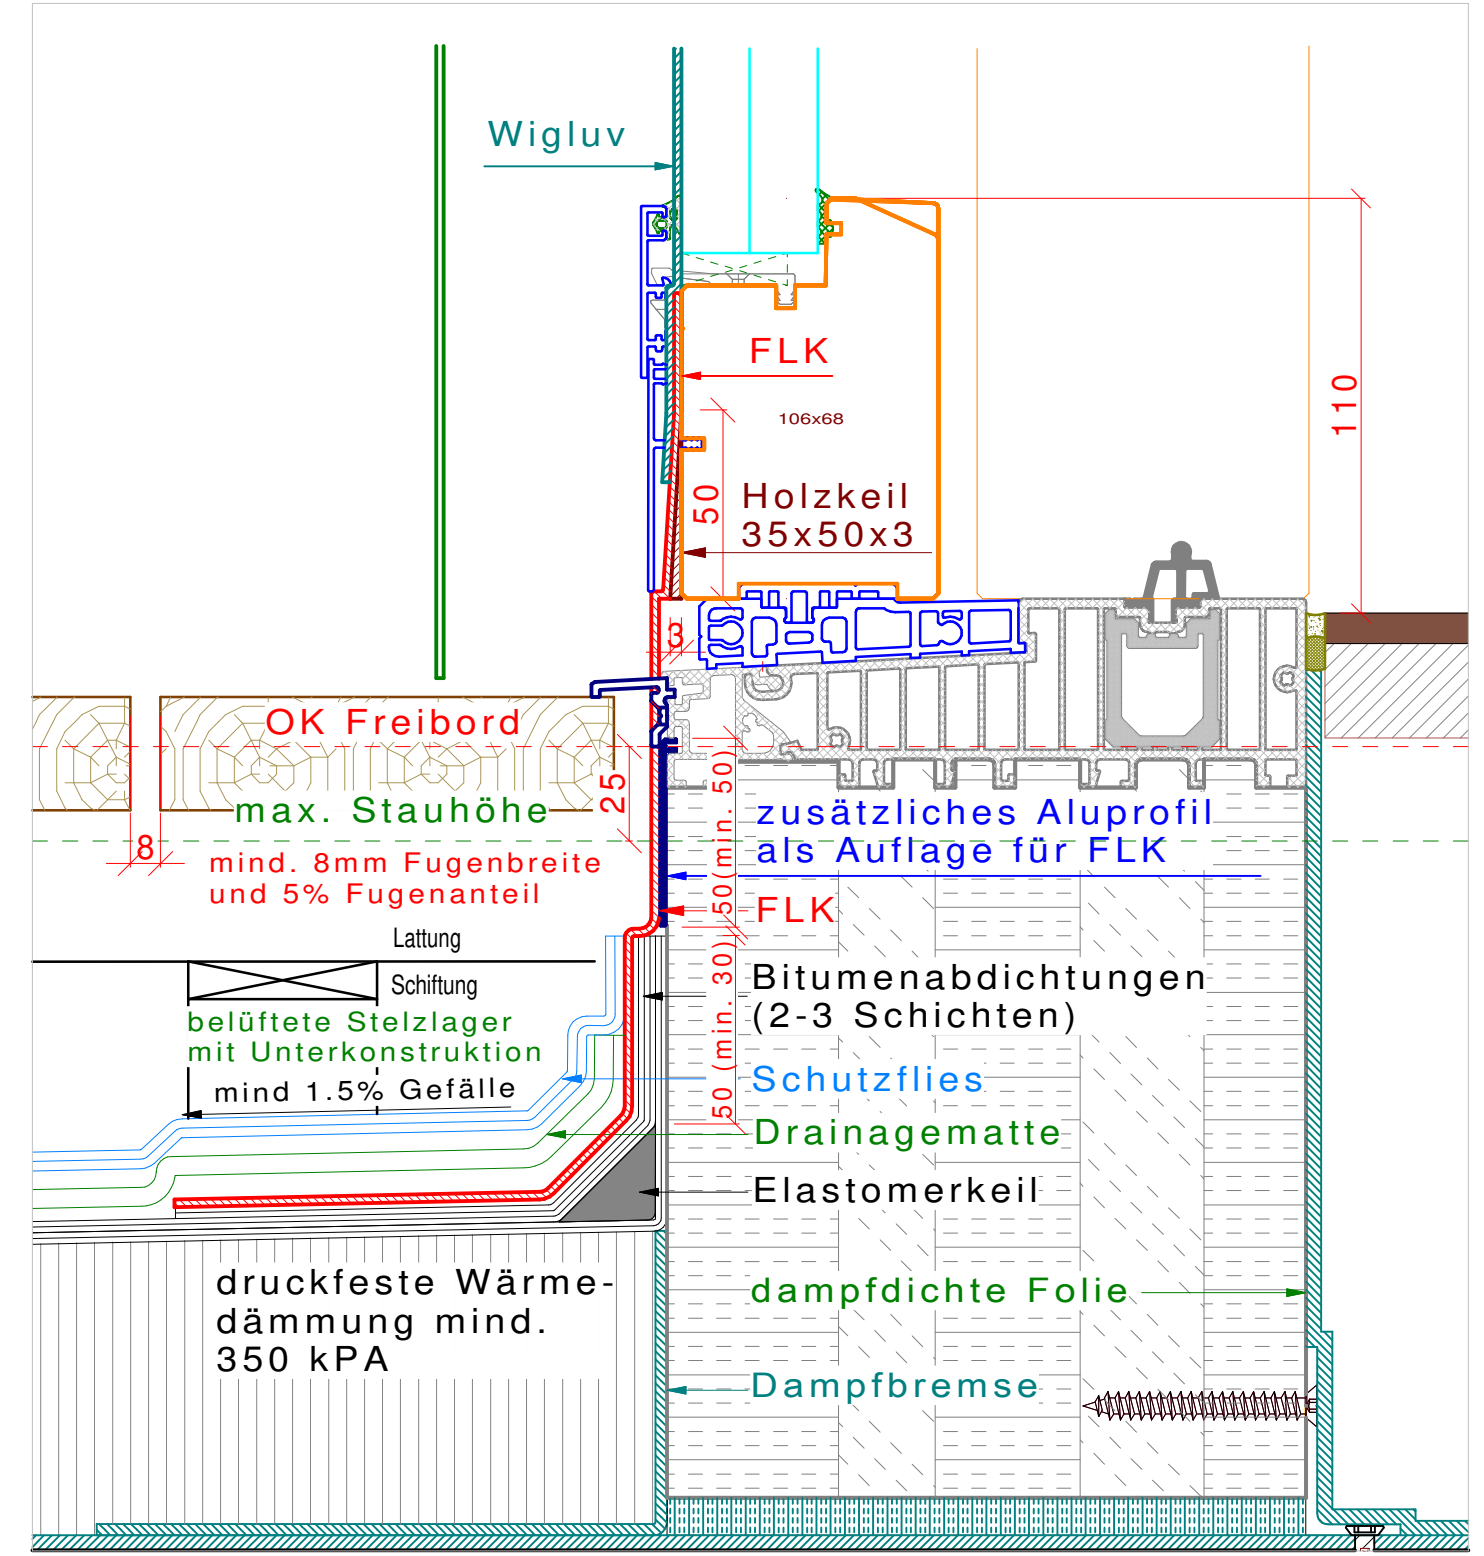 Wigluv
FLK
106x68
110
50
Holzkeil
35x50x3
3
OK Freibord
25
max. Stauhöhe
8
mind. 8mm Fugenbreite
und 5% Fugenanteil
50(min. 50)
zusätzliches Aluprofil
als Auflage für FLK
FLK
Lattung
Schiftung
belüftete Stelzlager
mit Unterkonstruktion
mind 1.5% Gefälle
50 (min. 30)
Bitumenabdichtungen
(2-3 Schichten)
Schutzflies
Drainagematte
Elastomerkeil
druckfeste Wärme-
dämmung mind.
350 kPA
dampfdichte Folie
Dampfbremse